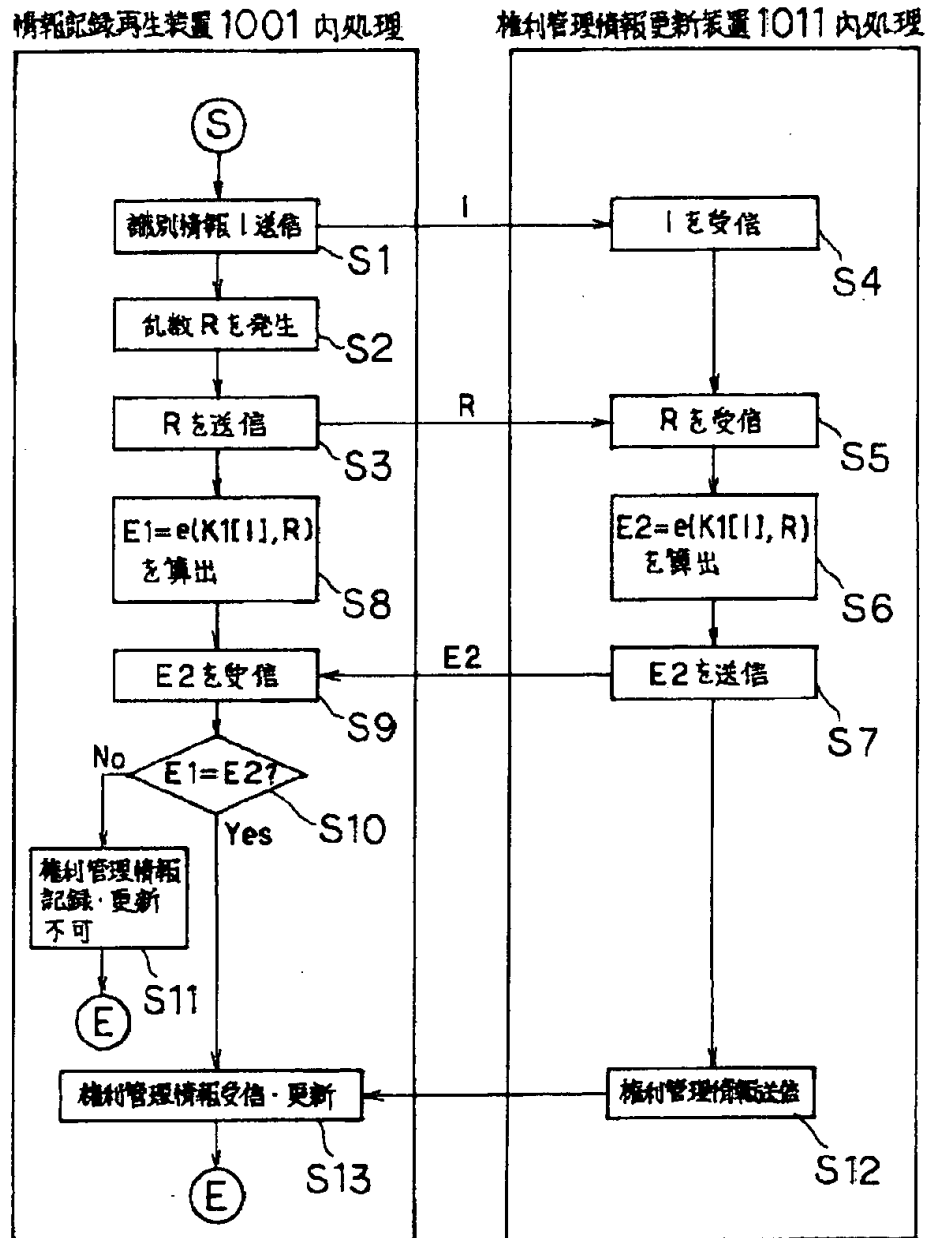 情報記録再生装置1001内処理
権利管理情報更新装置1011内処理
S
識別情報I送信
S1
I
Iを受信
S4
乱数Rを発生
S2
Rを送信
S3
R
Rを受信
S5
E1=e(K1[I],R)
を算出
S8
E2=e(K1[I],R)
を算出
S6
E2を受信
S9
E2
E2を送信
S7
E1=E2?
S10
No
Yes
権利管理情報
記録・更新
不可
S11
E
権利管理情報受信・更新
S13
権利管理情報送信
S12
E